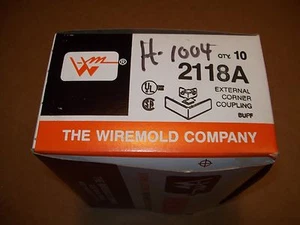 H-1004
QTY. 10
2118A
EXTERNAL
CORNER
COUPLING
BUFF
THE WIREMOLD COMPANY